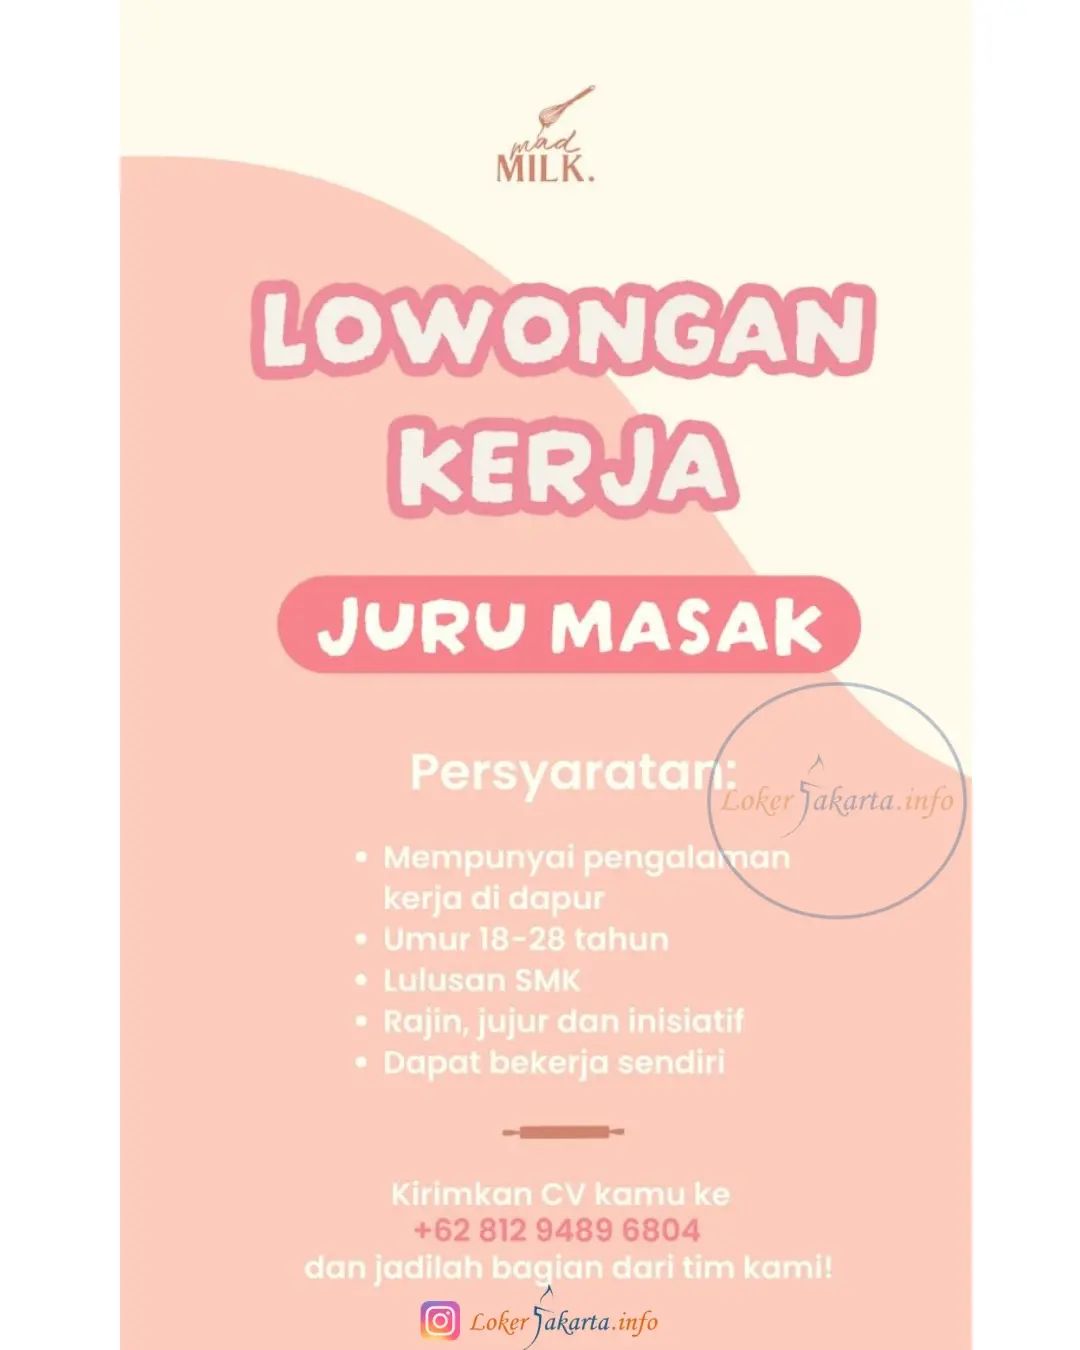 mad
MILK.
LOWONGAN
KERJA
JURU MASAK
Persyaratan:
Loker Jakarta.info
• Mempunyai pengalaman
kerja di dapur
• Umur 18-28 tahun
• Lulusan SMK
• Rajin, jujur dan inisiatif
• Dapat bekerja sendiri
Kirimkan CV kamu ke
+62 812 9489 6804
dan jadilah bagian dari tim kami!
Loker Jakarta.info